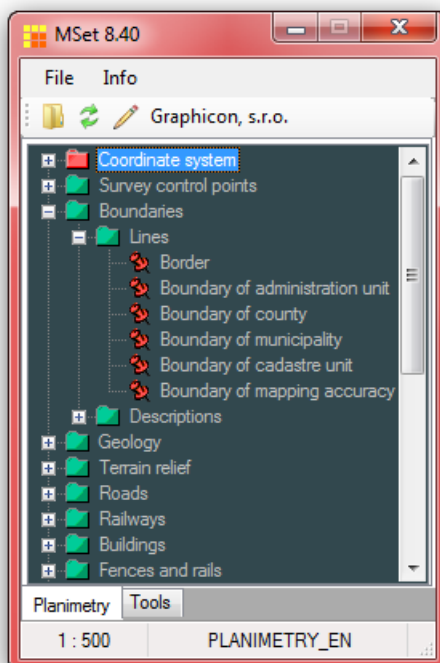 MSet 8.40
File Info
Graphicon, s.r.o.
Coordinate system
Survey control points
Boundaries
Lines
Border
Boundary of administration unit
Boundary of county
Boundary of municipality
Boundary of cadastre unit
Boundary of mapping accuracy
Descriptions
Geology
Terrain relief
Roads
Railways
Buildings
Fences and rails
Planimetry Tools
1 : 500 PLANIMETRY_EN